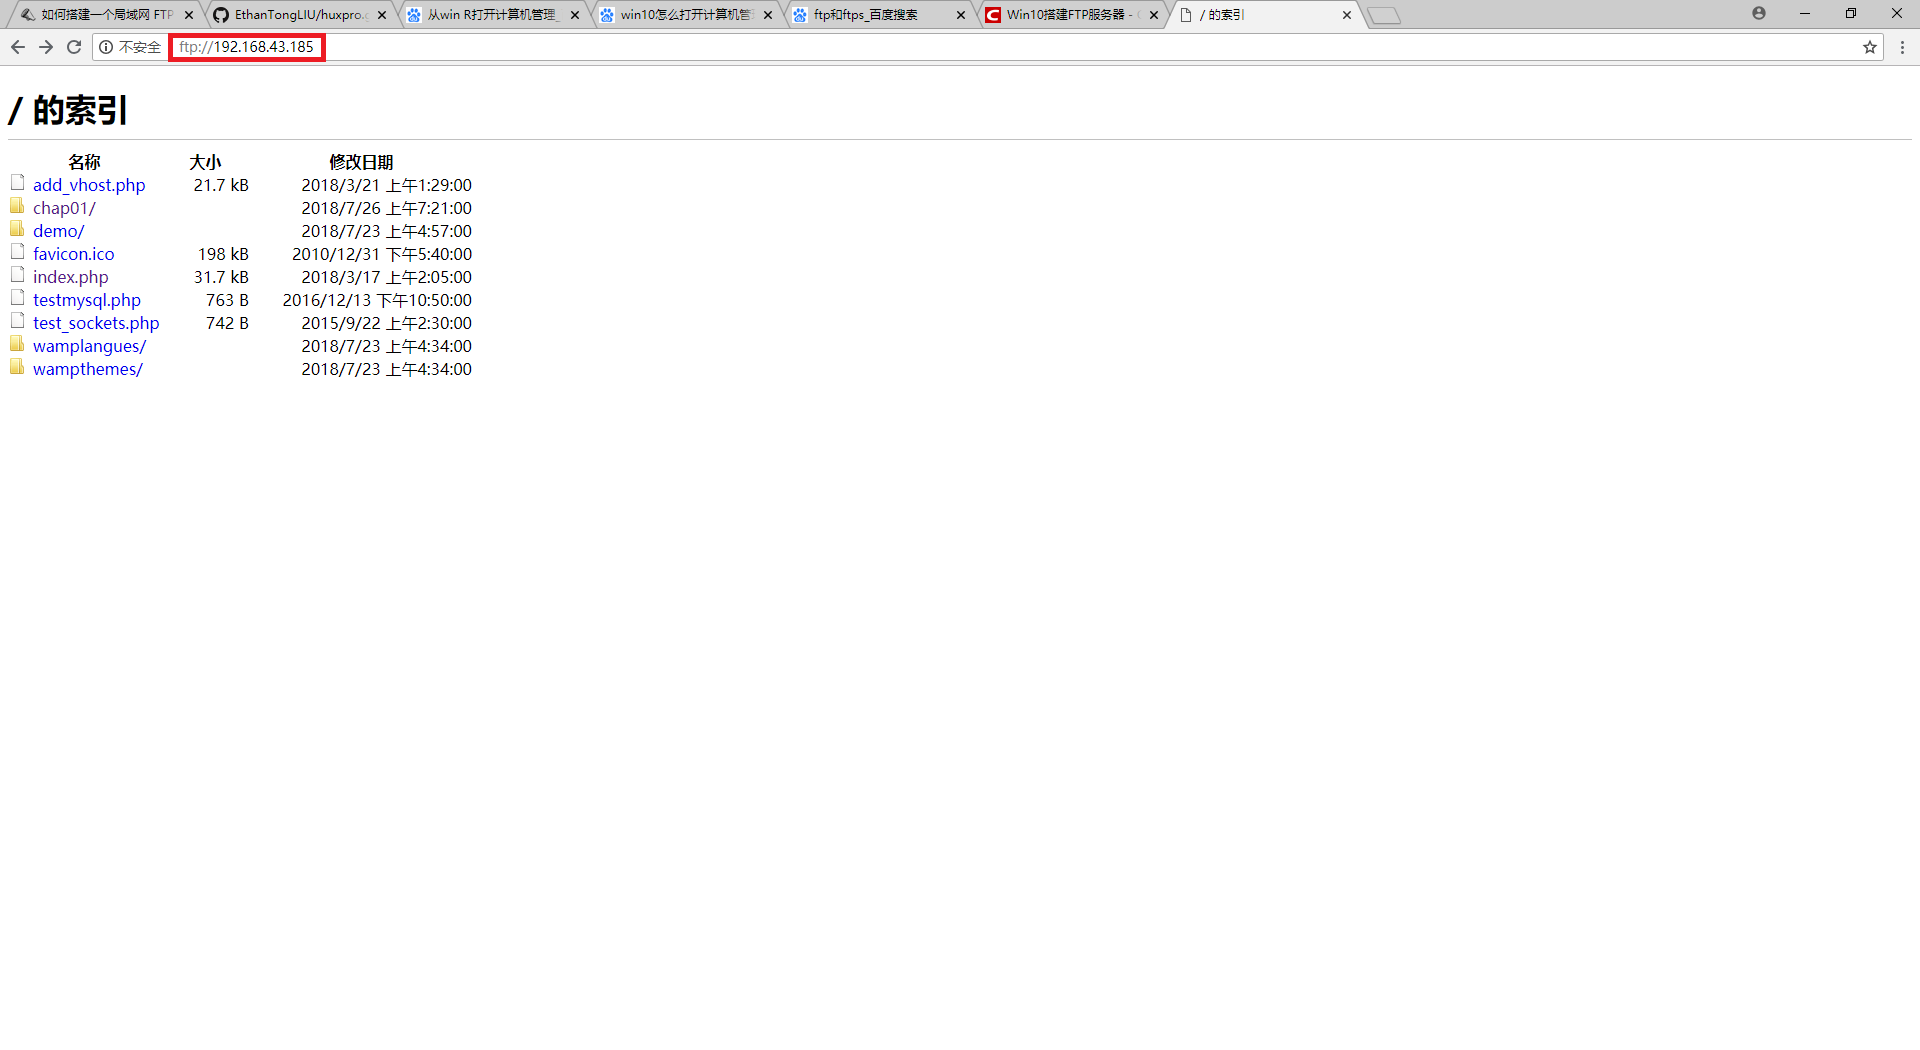 如何搭建一个局域网 FTP
EthanTongLIU/huxpro.g
从win R打开计算机管理_
win10怎么打开计算机管
ftp和ftps_百度搜索
Win10搭建FTP服务器 -
/ 的索引
不安全 ftp://192.168.43.185
/ 的索引
名称 大小 修改日期
add_vhost.php 21.7 kB 2018/3/21 上午1:29:00
chap01/ 2018/7/26 上午7:21:00
demo/ 2018/7/23 上午4:57:00
favicon.ico 198 kB 2010/12/31 下午5:40:00
index.php 31.7 kB 2018/3/17 上午2:05:00
testmysql.php 763 B 2016/12/13 下午10:50:00
test_sockets.php 742 B 2015/9/22 上午2:30:00
wamplangues/ 2018/7/23 上午4:34:00
wampthemes/ 2018/7/23 上午4:34:00